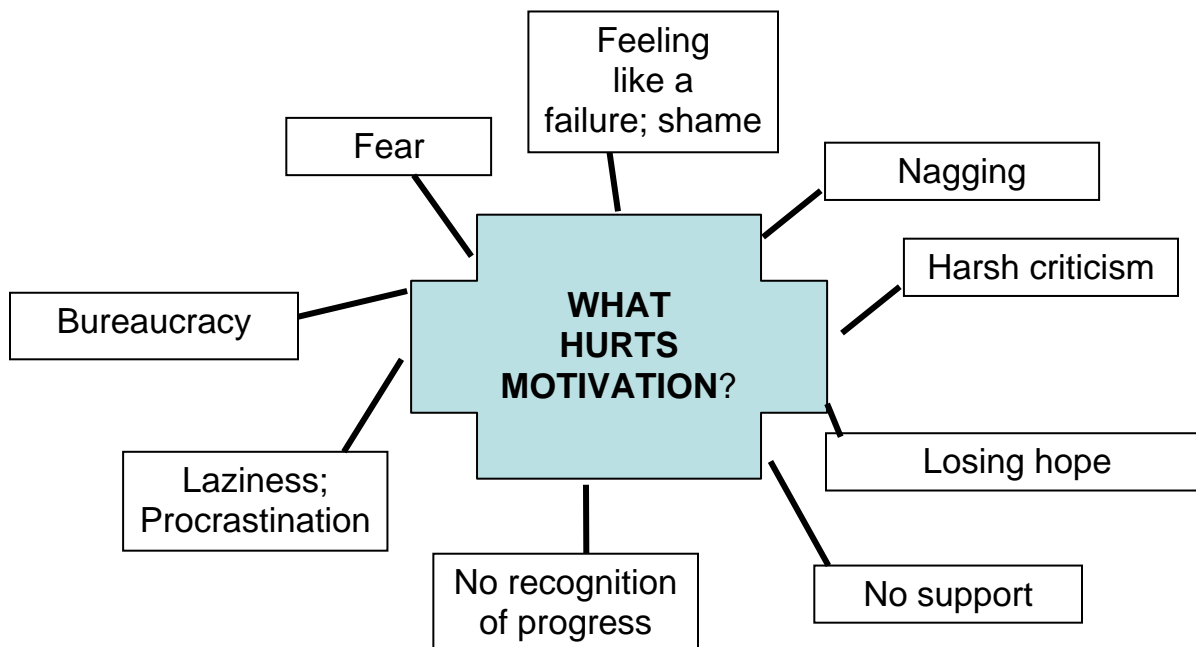 Feeling
like a
failure; shame
Fear
Nagging
Harsh criticism
Bureaucracy
WHAT
HURTS
MOTIVATION?
Losing hope
Laziness;
Procrastination
No recognition
of progress
No support